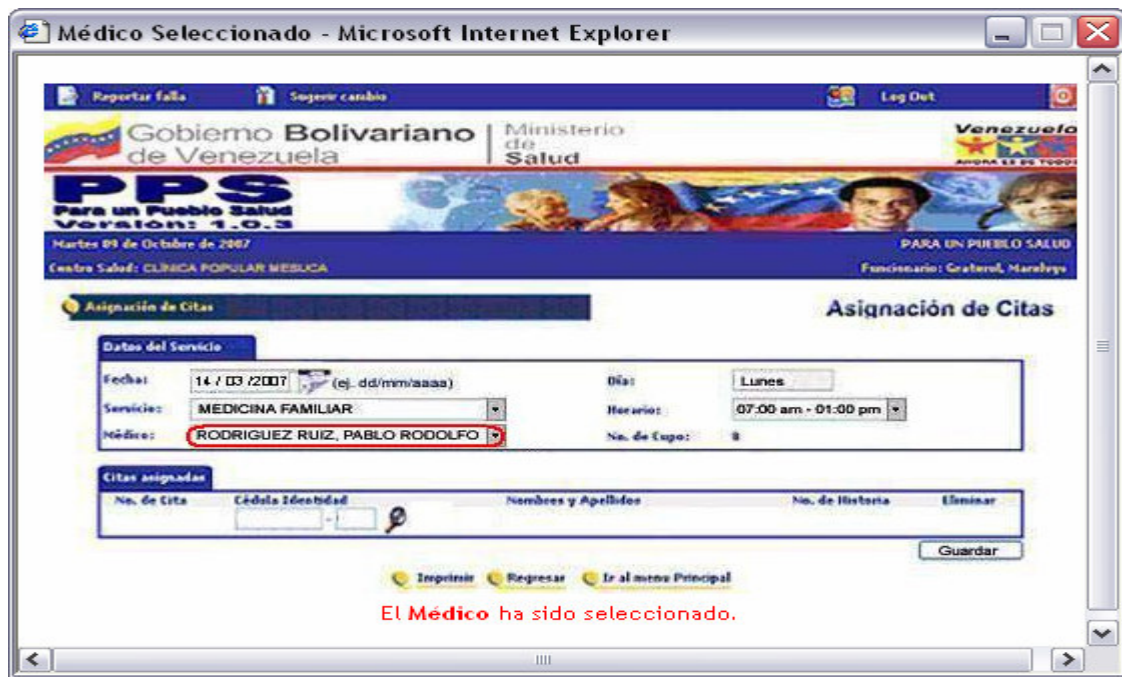 Médico Seleccionado - Microsoft Internet Explorer
Reportar falla Sugerir cambio Log Out
Gobierno Bolivariano de Venezuela
Ministerio de Salud
Venezuela
AHORA ES DE TODOS
PPS
Para un Pueblo Salud
Versión: 1.0.3
Martes 09 de Octubre de 2007 PARA UN PUEBLO SALUD
Centro Salud: CLÍNICA POPULAR MESUCA Funcionario: Graterol,
Asignación de Citas Asignación de Citas
Datos del Servicio
Fecha: 14 / 03 /2007 (ej. dd/mm/aaaa) Día: Lunes
Servicio: MEDICINA FAMILIAR Horario: 07:00 am - 01:00 pm
Médico: RODRIGUEZ RUIZ, PABLO RODOLFO No. de Cupo: 8
Citas asignadas
No. de Cita Cédula Identidad Nombres y Apellidos No. de Historia Eliminar
-
Guardar
Imprimir Regresar Ir al menu Principal
El Médico ha sido seleccionado.